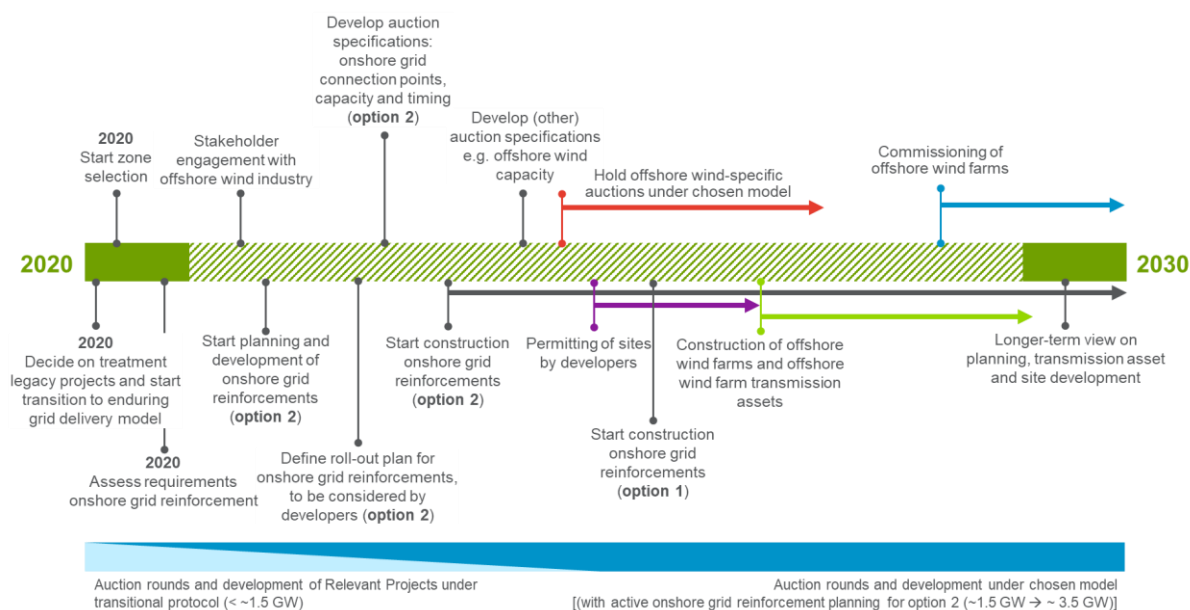 Develop auction
specifications:
onshore grid
connection points,
capacity and timing
(option 2)
2020
Start zone
selection
Stakeholder
engagement with
offshore wind industry
Develop (other)
auction specifications
e.g. offshore wind
capacity
Hold offshore wind-specific
auctions under chosen model
Commissioning of
offshore wind farms
2020
2030
2020
Decide on treatment
legacy projects and start
transition to enduring
grid delivery model
2020
Assess requirements
onshore grid reinforcement
Start planning and
development of
onshore grid
reinforcements
(option 2)
Define roll-out plan for
onshore grid reinforcements,
to be considered by
developers (option 2)
Start construction
onshore grid
reinforcements
(option 2)
Permitting of sites
by developers
Start construction
onshore grid
reinforcements
(option 1)
Construction of offshore
wind farms and offshore
wind farm transmission
assets
Longer-term view on
planning, transmission asset
and site development
Auction rounds and development of Relevant Projects under
transitional protocol (< ~1.5 GW)
Auction rounds and development under chosen model
[(with active onshore grid reinforcement planning for option 2 (~1.5 GW → ~ 3.5 GW)]